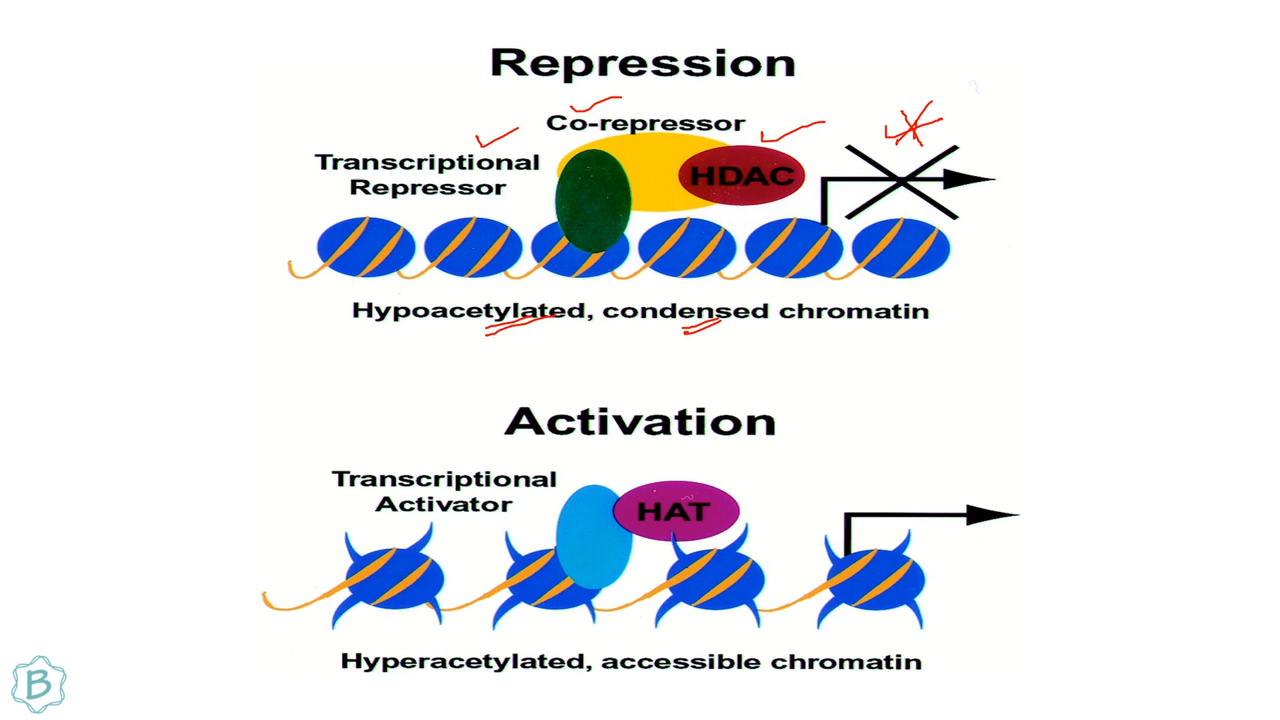 Repression
Co-repressor
Transcriptional
Repressor
HDAC
Hypoacetylated, condensed chromatin
Activation
Transcriptional
Activator
HAT
Hyperacetylated, accessible chromatin
B